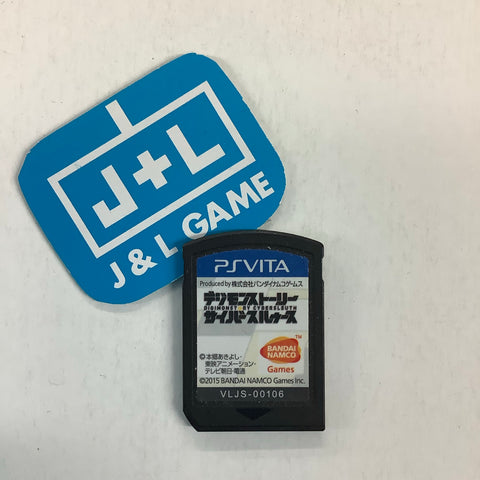 J+L
J & L GAME
PSVITA
Produced by 株式会社バンダイナムコゲームス
デジモンストーリー
DIGIMON STORY CYBERSLEUTH
サイバースルゥース
BANDAI
NAMCO
TM
Games
©本郷あきよし・
東映アニメーション・
テレビ朝日・電通
©2015 BANDAI NAMCO Games Inc.
VLJS-00106